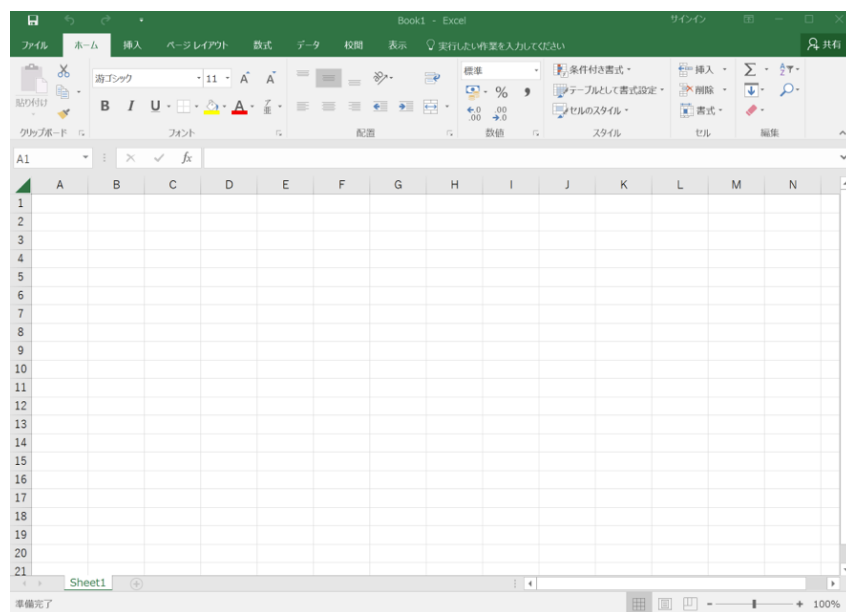 Book1 - Excel サインイン
ファイル ホーム 挿入 ページ レイアウト 数式 データ 校閲 表示 実行したい作業を入力してください 共有
游ゴシック 11 A A 標準 条件付き書式 挿入 Σ
貼り付け B I U A % 9 テーブルとして書式設定 削除
.00 .00 セルのスタイル 書式
クリップボード フォント 配置 数値 スタイル セル 編集
A1 fx
A B C D E F G H I J K L M N
1
2
3
4
5
6
7
8
9
10
11
12
13
14
15
16
17
18
19
20
21
Sheet1
準備完了 100%